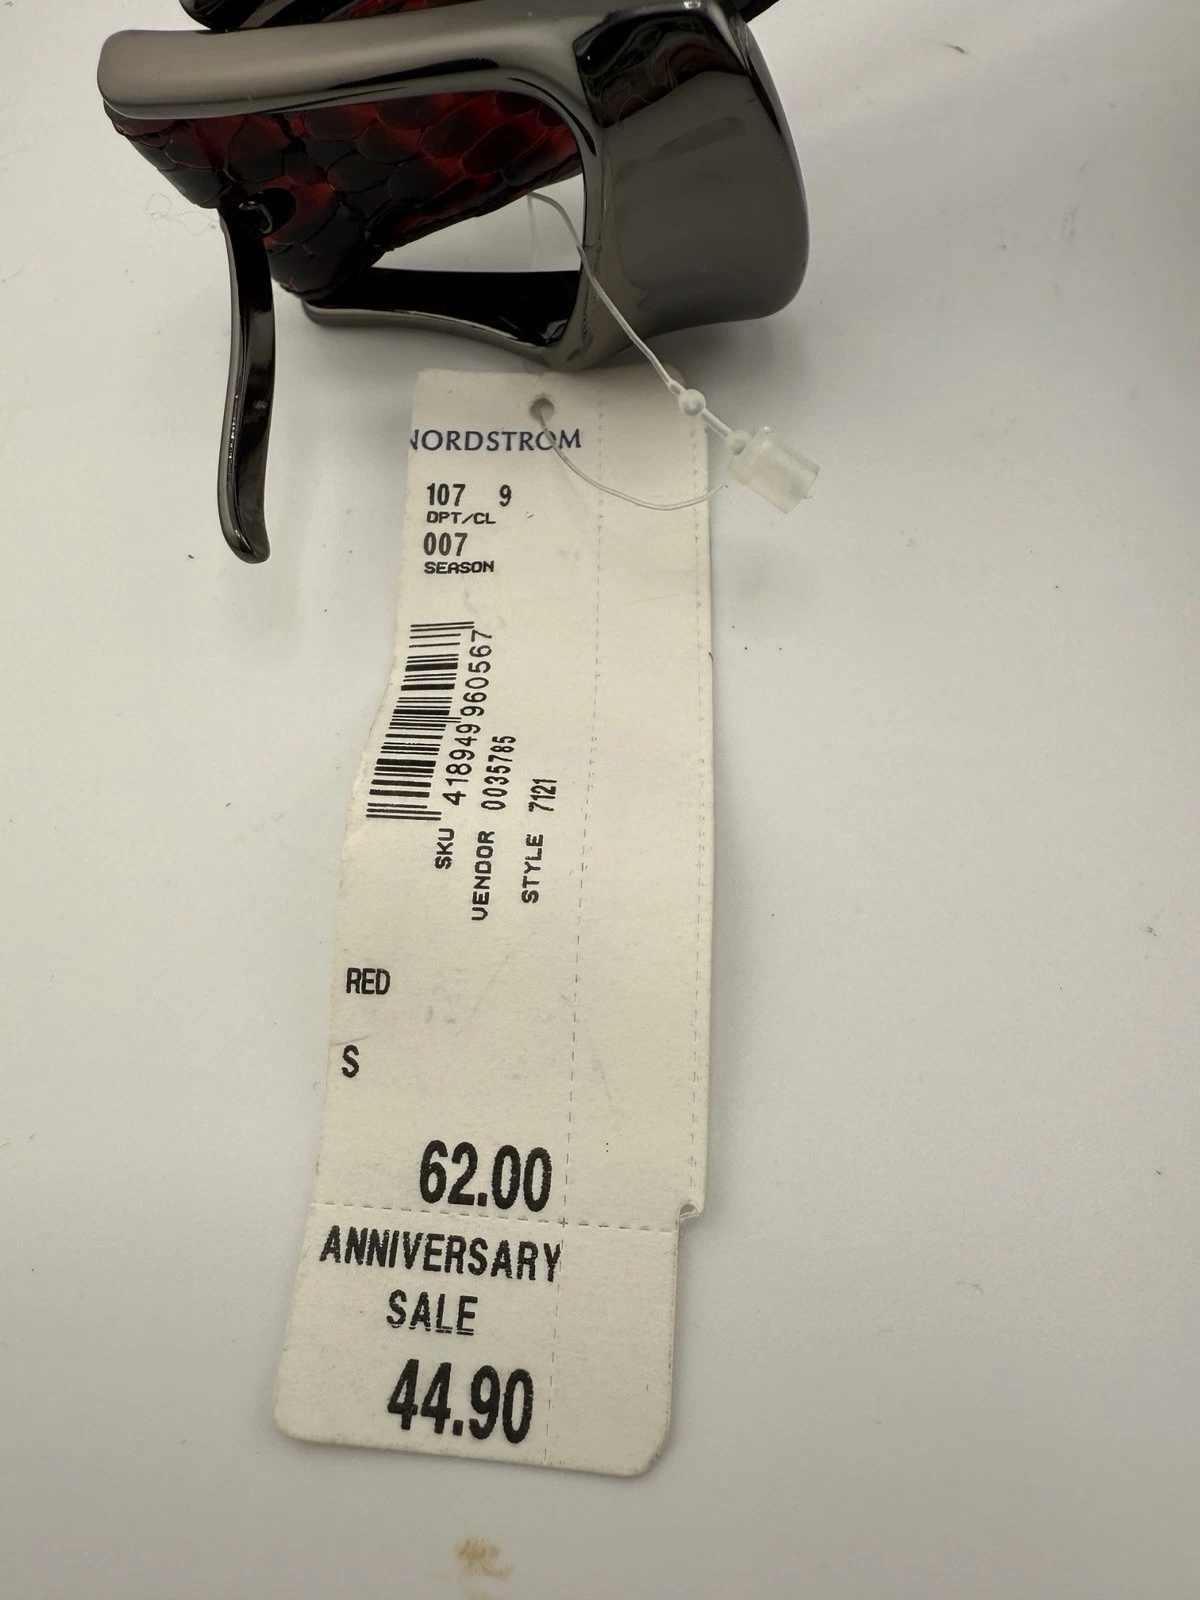 NORDSTROM
107 9
DPT/CL
007
SEASON
SKU 418949960567
VENDOR 0035785
STYLE 7121
RED
S
62.00
ANNIVERSARY
SALE
44.90